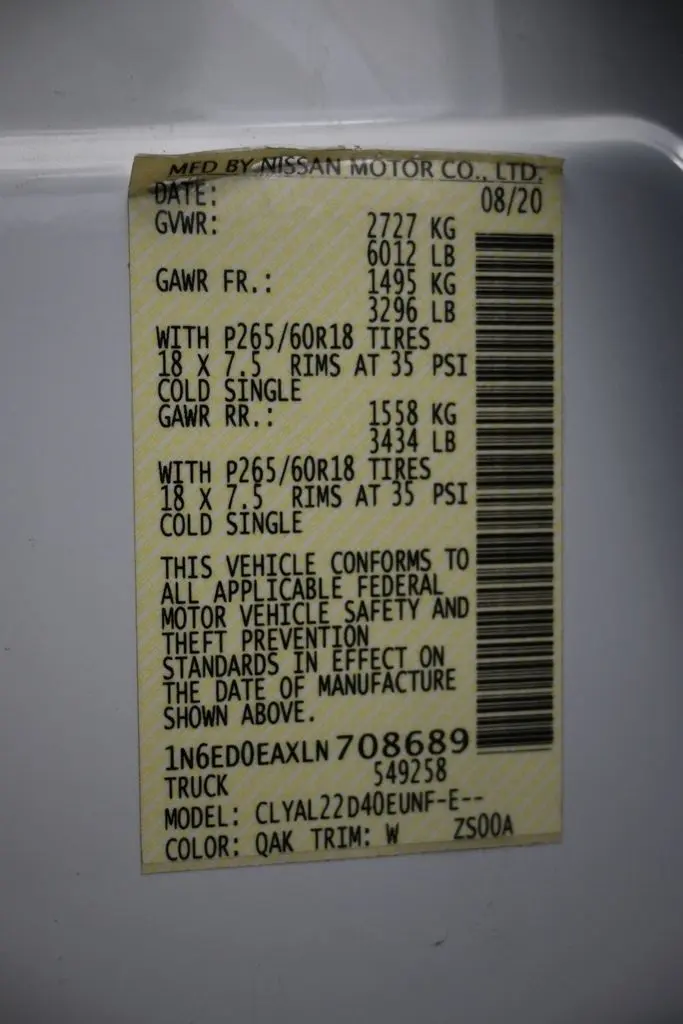 MFD BY NISSAN MOTOR CO., LTD.
DATE: 08/20
GVWR: 2727 KG
6012 LB
GAWR FR.: 1495 KG
3296 LB
WITH P265/60R18 TIRES
18 X 7.5 RIMS AT 35 PSI
COLD SINGLE
GAWR RR.: 1558 KG
3434 LB
WITH P265/60R18 TIRES
18 X 7.5 RIMS AT 35 PSI
COLD SINGLE
THIS VEHICLE CONFORMS TO
ALL APPLICABLE FEDERAL
MOTOR VEHICLE SAFETY AND
THEFT PREVENTION
STANDARDS IN EFFECT ON
THE DATE OF MANUFACTURE
SHOWN ABOVE.
1N6ED0EAXLN708689
TRUCK 549258
MODEL: CLYAL22D40EUNF-E--
COLOR: QAK TRIM: W ZS00A